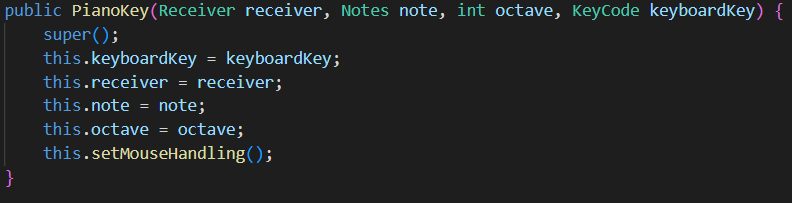 public PianoKey(Receiver receiver, Notes note, int octave, KeyCode keyboardKey) {
    super();
    this.keyboardKey = keyboardKey;
    this.receiver = receiver;
    this.note = note;
    this.octave = octave;
    this.setMouseHandling();
}